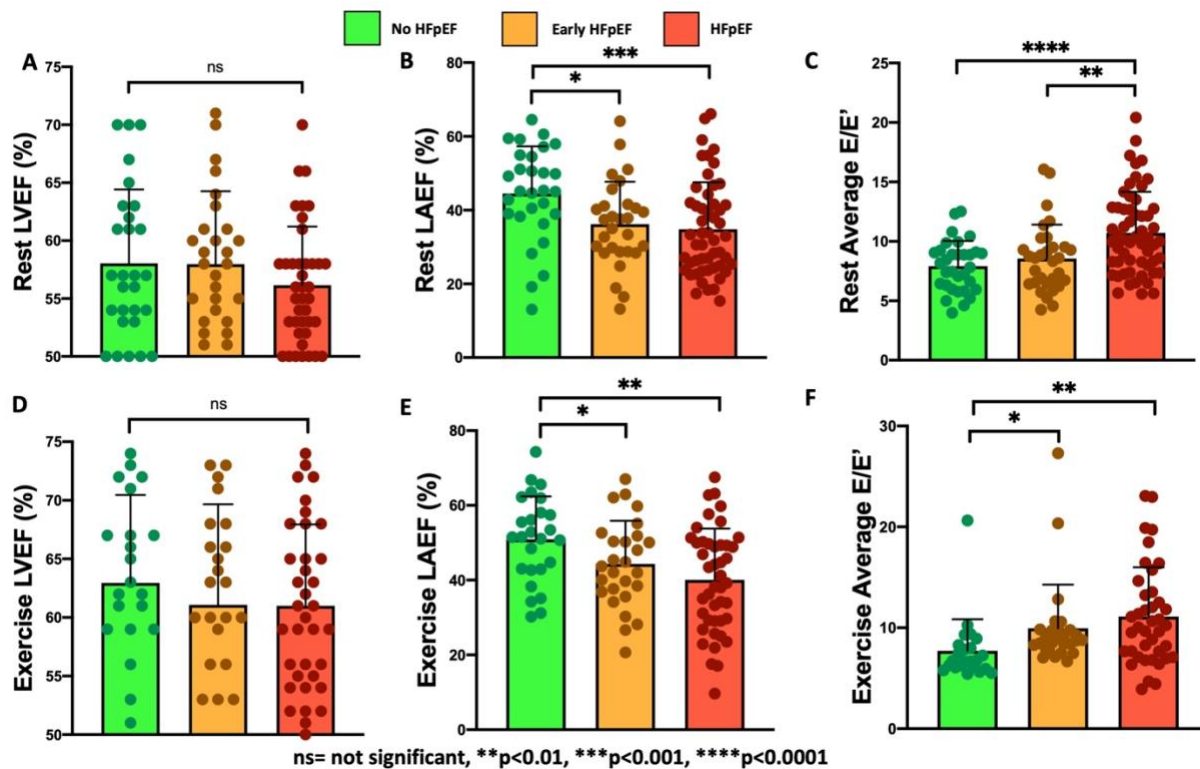 No HFpEF Early HFpEF HFpEF
A
ns
Rest LVEF (%)
75
70
65
60
55
50
B
***
*
Rest LAEF (%)
80
60
40
20
0
C
****
**
Rest Average E/E'
25
20
15
10
5
0
D
ns
Exercise LVEF (%)
75
70
65
60
55
50
E
**
*
Exercise LAEF (%)
80
60
40
20
0
F
**
*
Exercise Average E/E'
30
20
10
0
ns= not significant, **p<0.01, ***p<0.001, ****p<0.0001